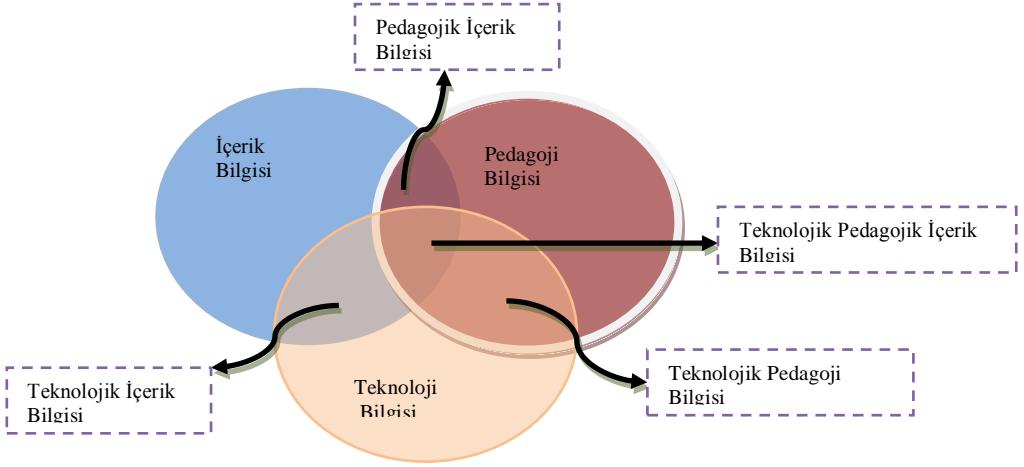 Pedagojik İçerik
Bilgisi
İçerik
Bilgisi
Pedagoji
Bilgisi
Teknolojik Pedagojik İçerik
Bilgisi
Teknolojik İçerik
Bilgisi
Teknoloji
Bilgisi
Teknolojik Pedagoji
Bilgisi